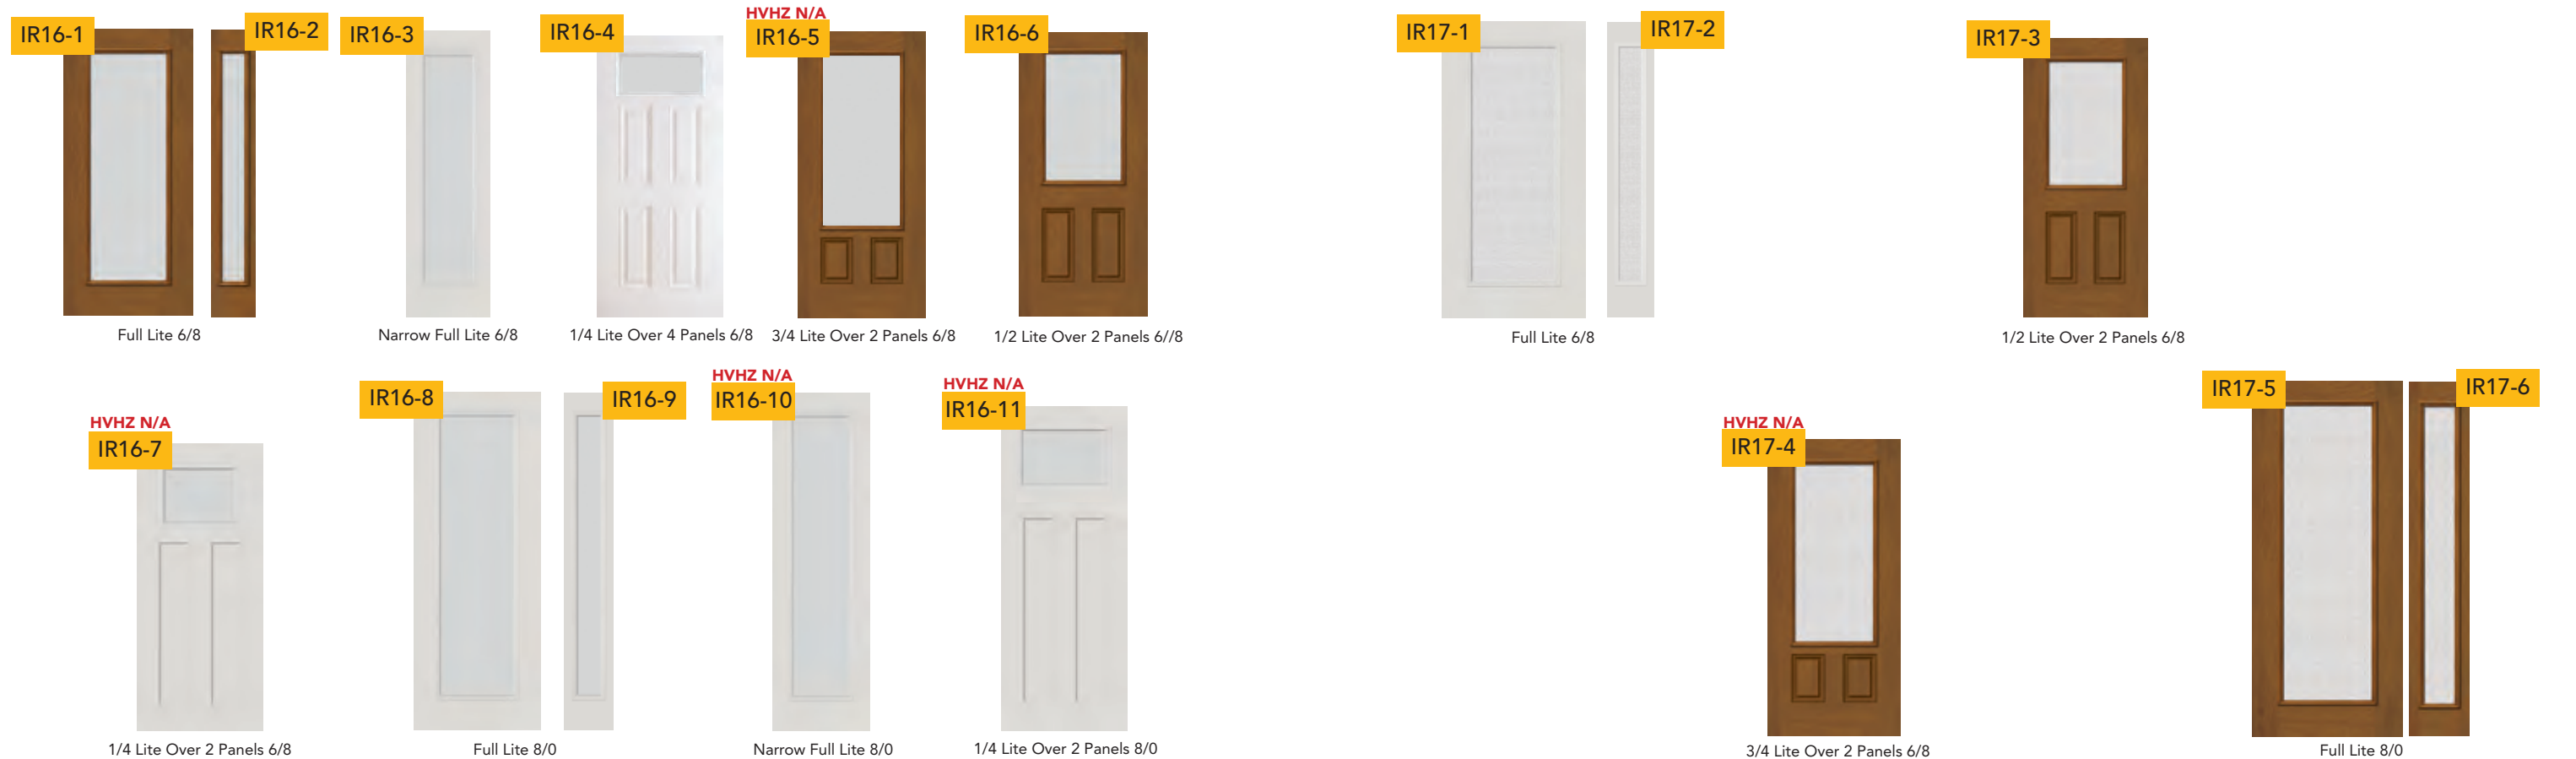 IR16-1
IR16-2
Full Lite 6/8
IR16-3
Narrow Full Lite 6/8
IR16-4
1/4 Lite Over 4 Panels 6/8
HVHZ N/A
IR16-5
3/4 Lite Over 2 Panels 6/8
IR16-6
1/2 Lite Over 2 Panels 6//8
IR17-1
IR17-2
Full Lite 6/8
IR17-3
1/2 Lite Over 2 Panels 6/8
HVHZ N/A
IR16-7
1/4 Lite Over 2 Panels 6/8
IR16-8
IR16-9
Full Lite 8/0
HVHZ N/A
IR16-10
Narrow Full Lite 8/0
HVHZ N/A
IR16-11
1/4 Lite Over 2 Panels 8/0
HVHZ N/A
IR17-4
3/4 Lite Over 2 Panels 6/8
IR17-5
IR17-6
Full Lite 8/0